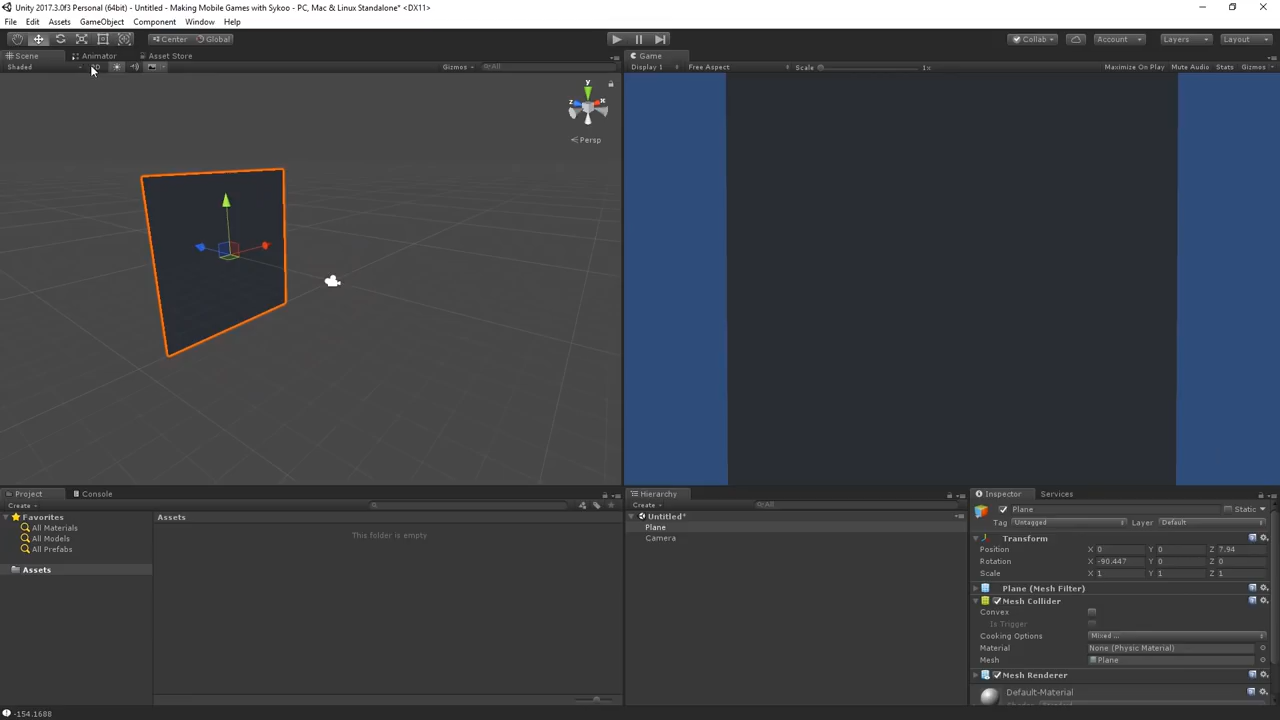 Unity 2017.3.0f3 Personal (64bit) - Untitled - Making Mobile Games with Sykoo - PC, Mac & Linux Standalone* <DX11>
File Edit Assets GameObject Component Window Help
Center Global Collab Account Layers Layout
Scene Animator Asset Store Game
Shaded Gizmos All Display 1 Free Aspect Scale 1x Maximize On Play Mute Audio Stats Gizmos
y
z x
Persp
Project Console Hierarchy Inspector Services
Create Create All
Favorites
All Materials
All Models
All Prefabs
Assets
Assets
This folder is empty
Untitled*
Plane
Camera
Plane Static
Tag Untagged Layer Default
Transform
Position X 0 Y 0 Z 7.94
Rotation X -90.447 Y 0 Z 0
Scale X 1 Y 1 Z 1
Plane (Mesh Filter)
Mesh Collider
Convex
Is Trigger
Cooking Options Mixed ...
Material None (Physic Material)
Mesh Plane
Mesh Renderer
Default-Material
-154.1688